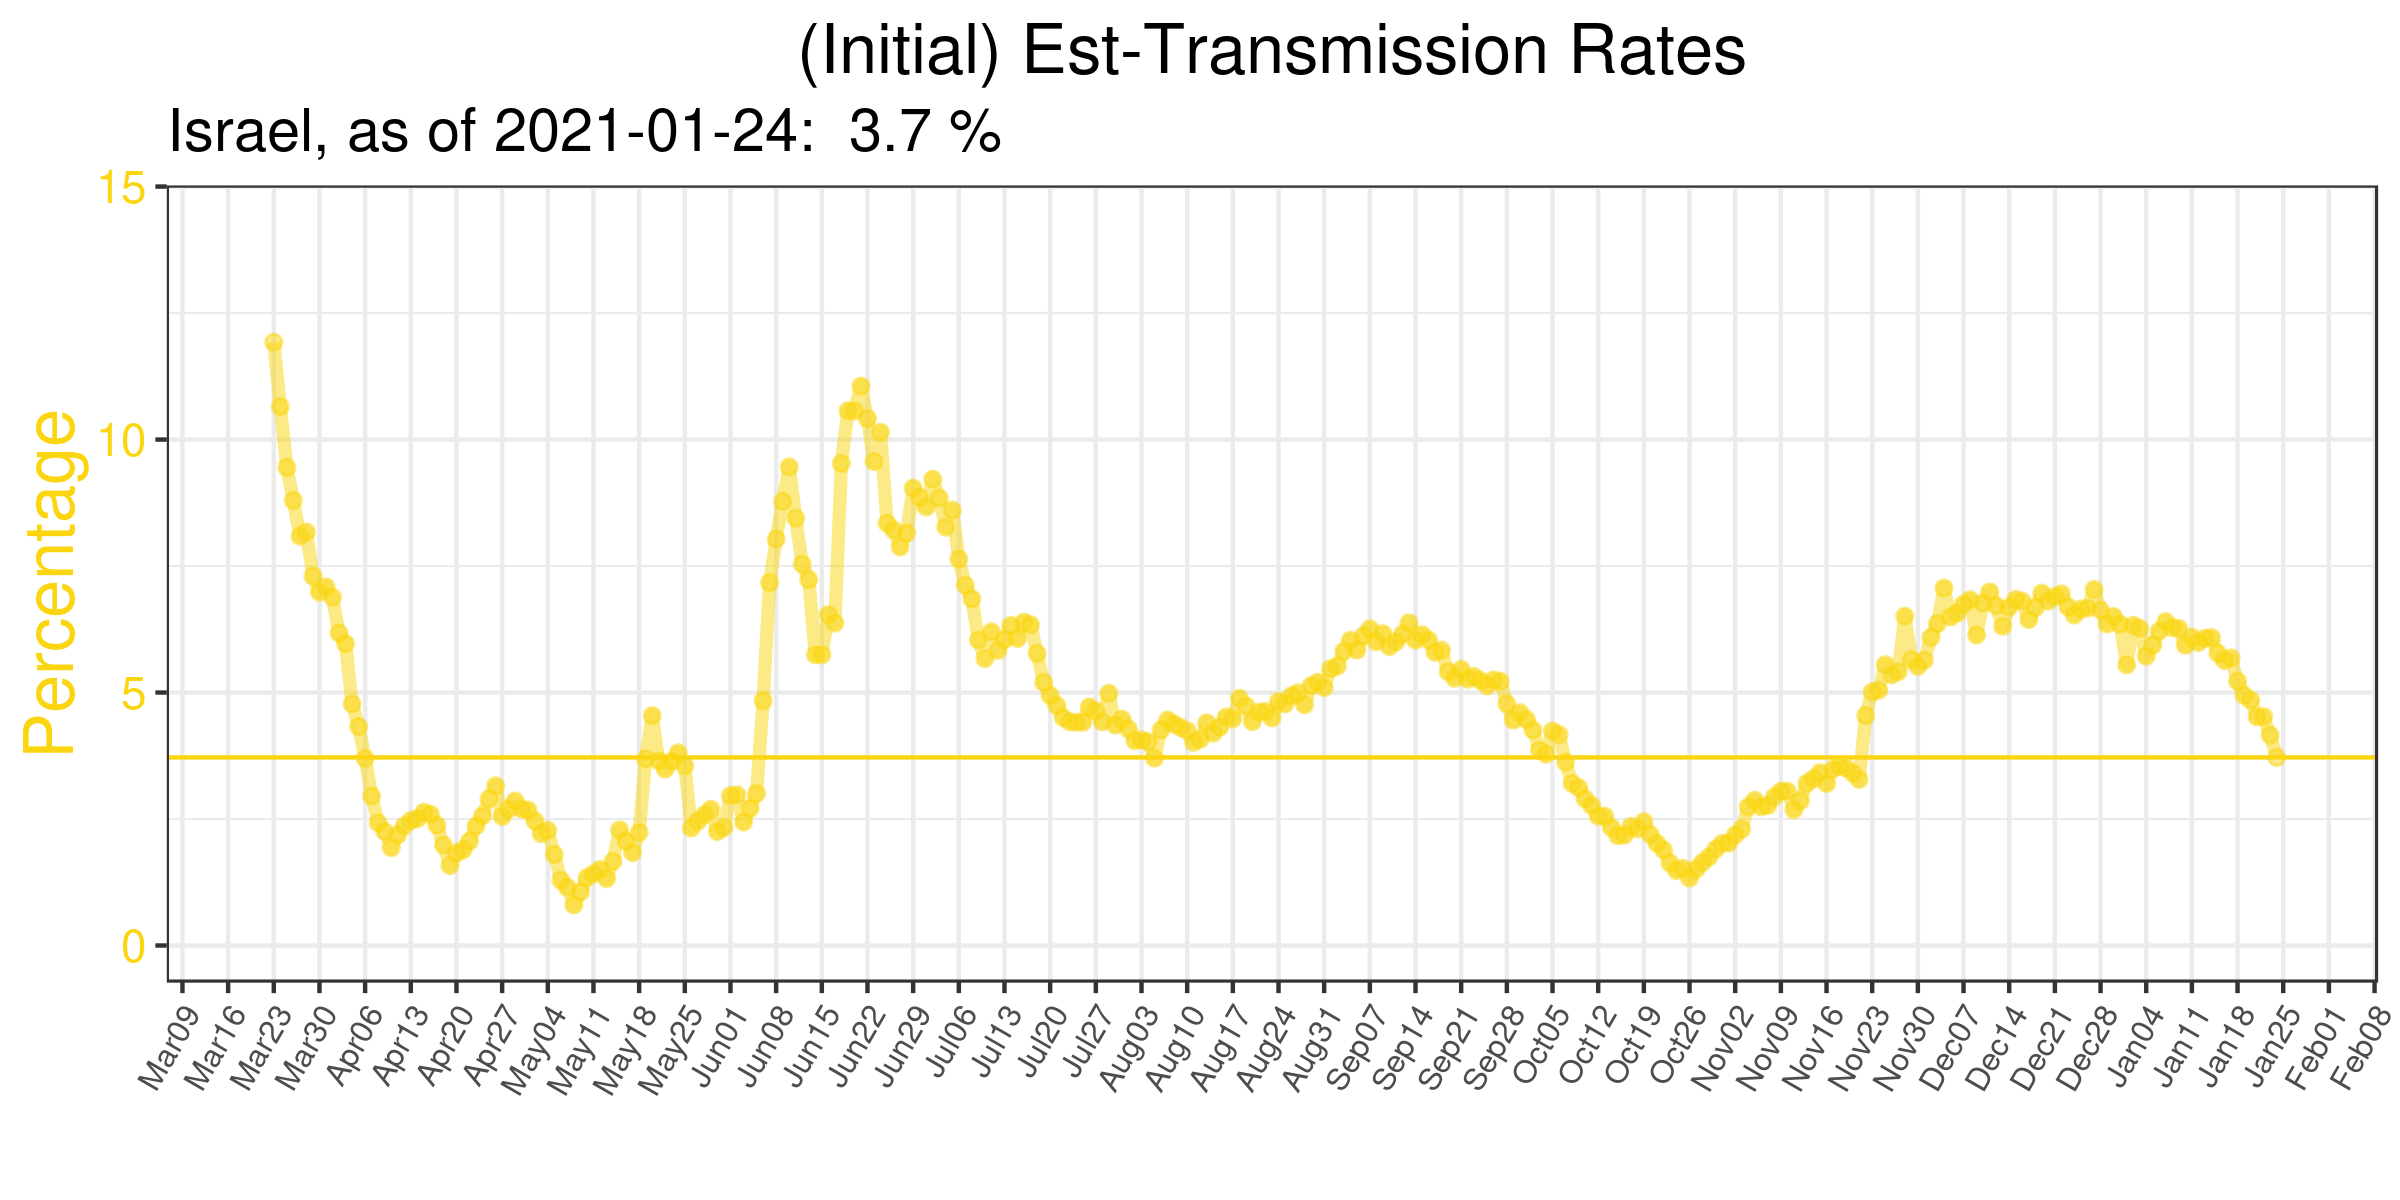 (Initial) Est-Transmission Rates
Israel, as of 2021-01-24:  3.7 %
Percentage
15
10
5
0
Mar09 Mar16 Mar23 Mar30 Apr06 Apr13 Apr20 Apr27 May04 May11 May18 May25 Jun01 Jun08 Jun15 Jun22 Jun29 Jul06 Jul13 Jul20 Jul27 Aug03 Aug10 Aug17 Aug24 Aug31 Sep07 Sep14 Sep21 Sep28 Oct05 Oct12 Oct19 Oct26 Nov02 Nov09 Nov16 Nov23 Nov30 Dec07 Dec14 Dec21 Dec28 Jan04 Jan11 Jan18 Jan25 Feb01 Feb08